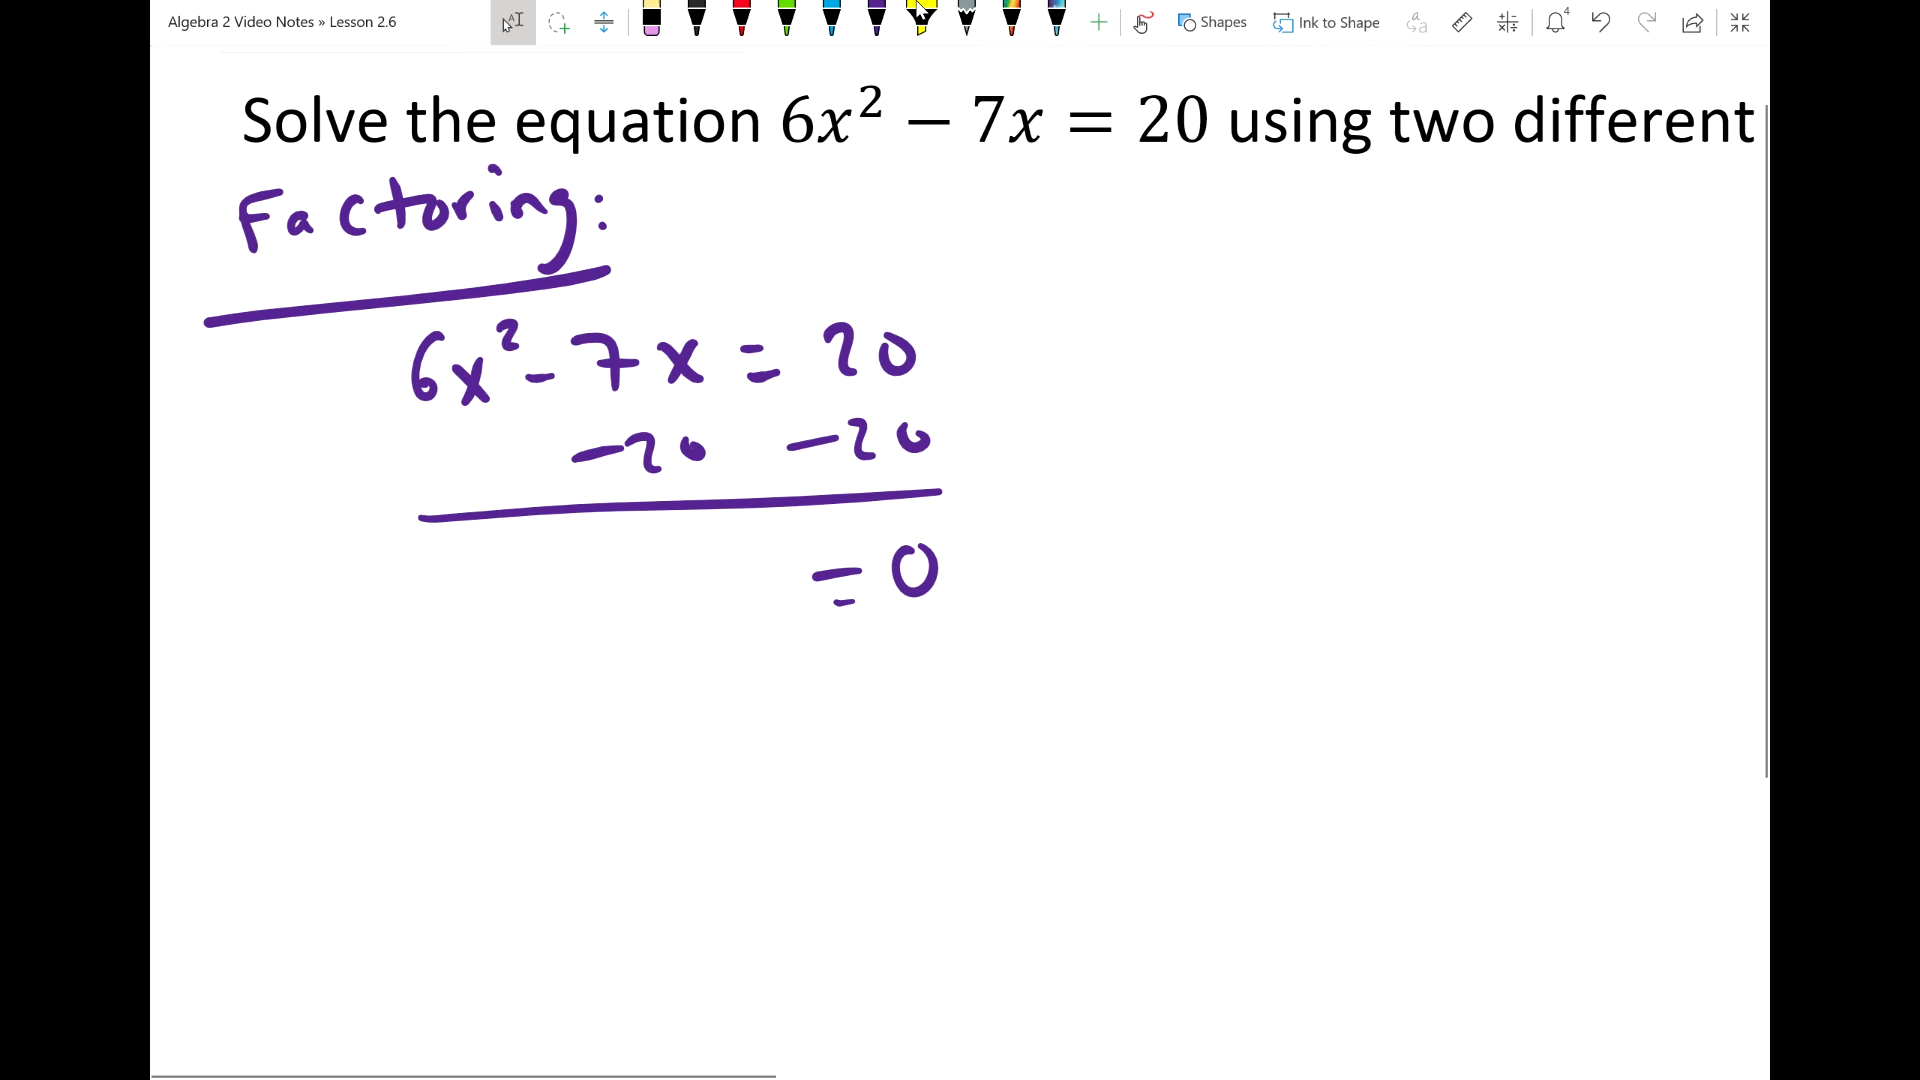 Algebra 2 Video Notes » Lesson 2.6
Shapes
Ink to Shape
4
Solve the equation 6x² − 7x = 20 using two different
Factoring:
6x² - 7x = 20
-20 -20
= 0